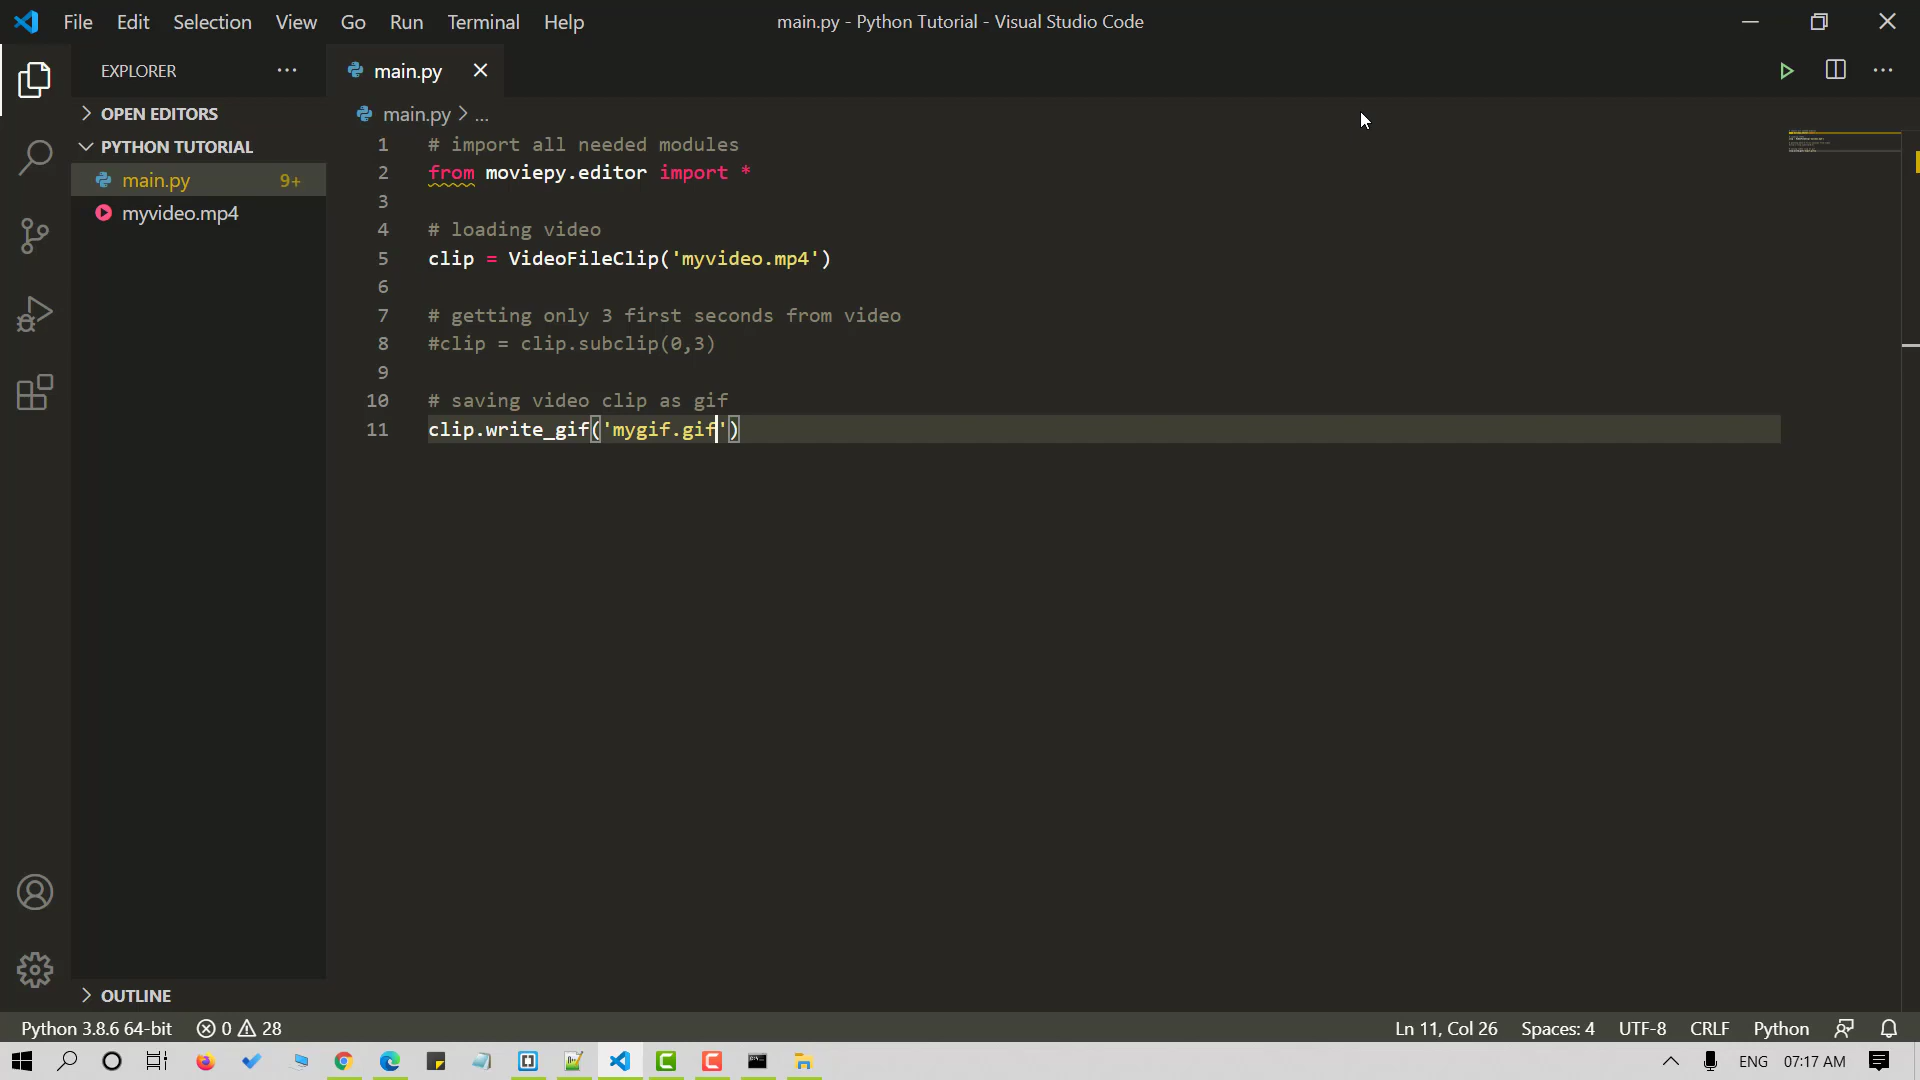 File Edit Selection View Go Run Terminal Help
main.py - Python Tutorial - Visual Studio Code
EXPLORER
OPEN EDITORS
PYTHON TUTORIAL
main.py 9+
myvideo.mp4
OUTLINE
main.py
main.py > ...
1 # import all needed modules
2 from moviepy.editor import *
3
4 # loading video
5 clip = VideoFileClip('myvideo.mp4')
6
7 # getting only 3 first seconds from video
8 #clip = clip.subclip(0,3)
9
10 # saving video clip as gif
11 clip.write_gif('mygif.gif')
Python 3.8.6 64-bit 0 28
Ln 11, Col 26 Spaces: 4 UTF-8 CRLF Python
ENG 07:17 AM